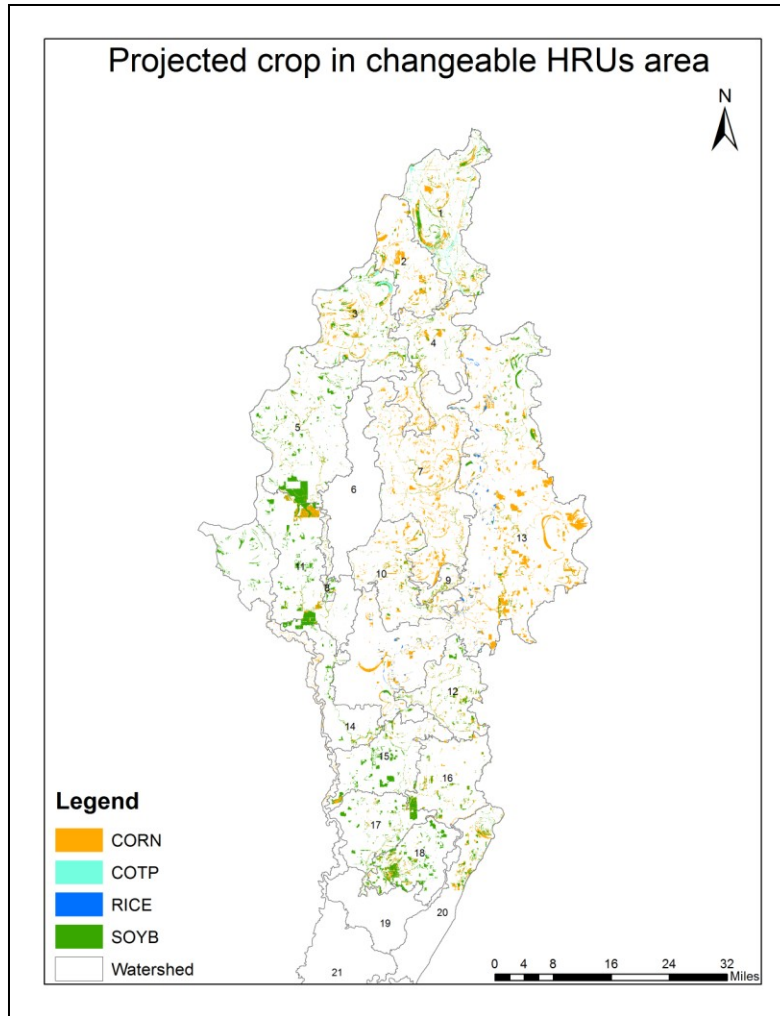 Projected crop in changeable HRUs area
N
1
2
3
4
5
7
6
13
10
9
11
8
12
14
15
16
17
18
20
19
21
Legend
CORN
COTP
RICE
SOYB
Watershed
0 4 8 16 24 32
Miles